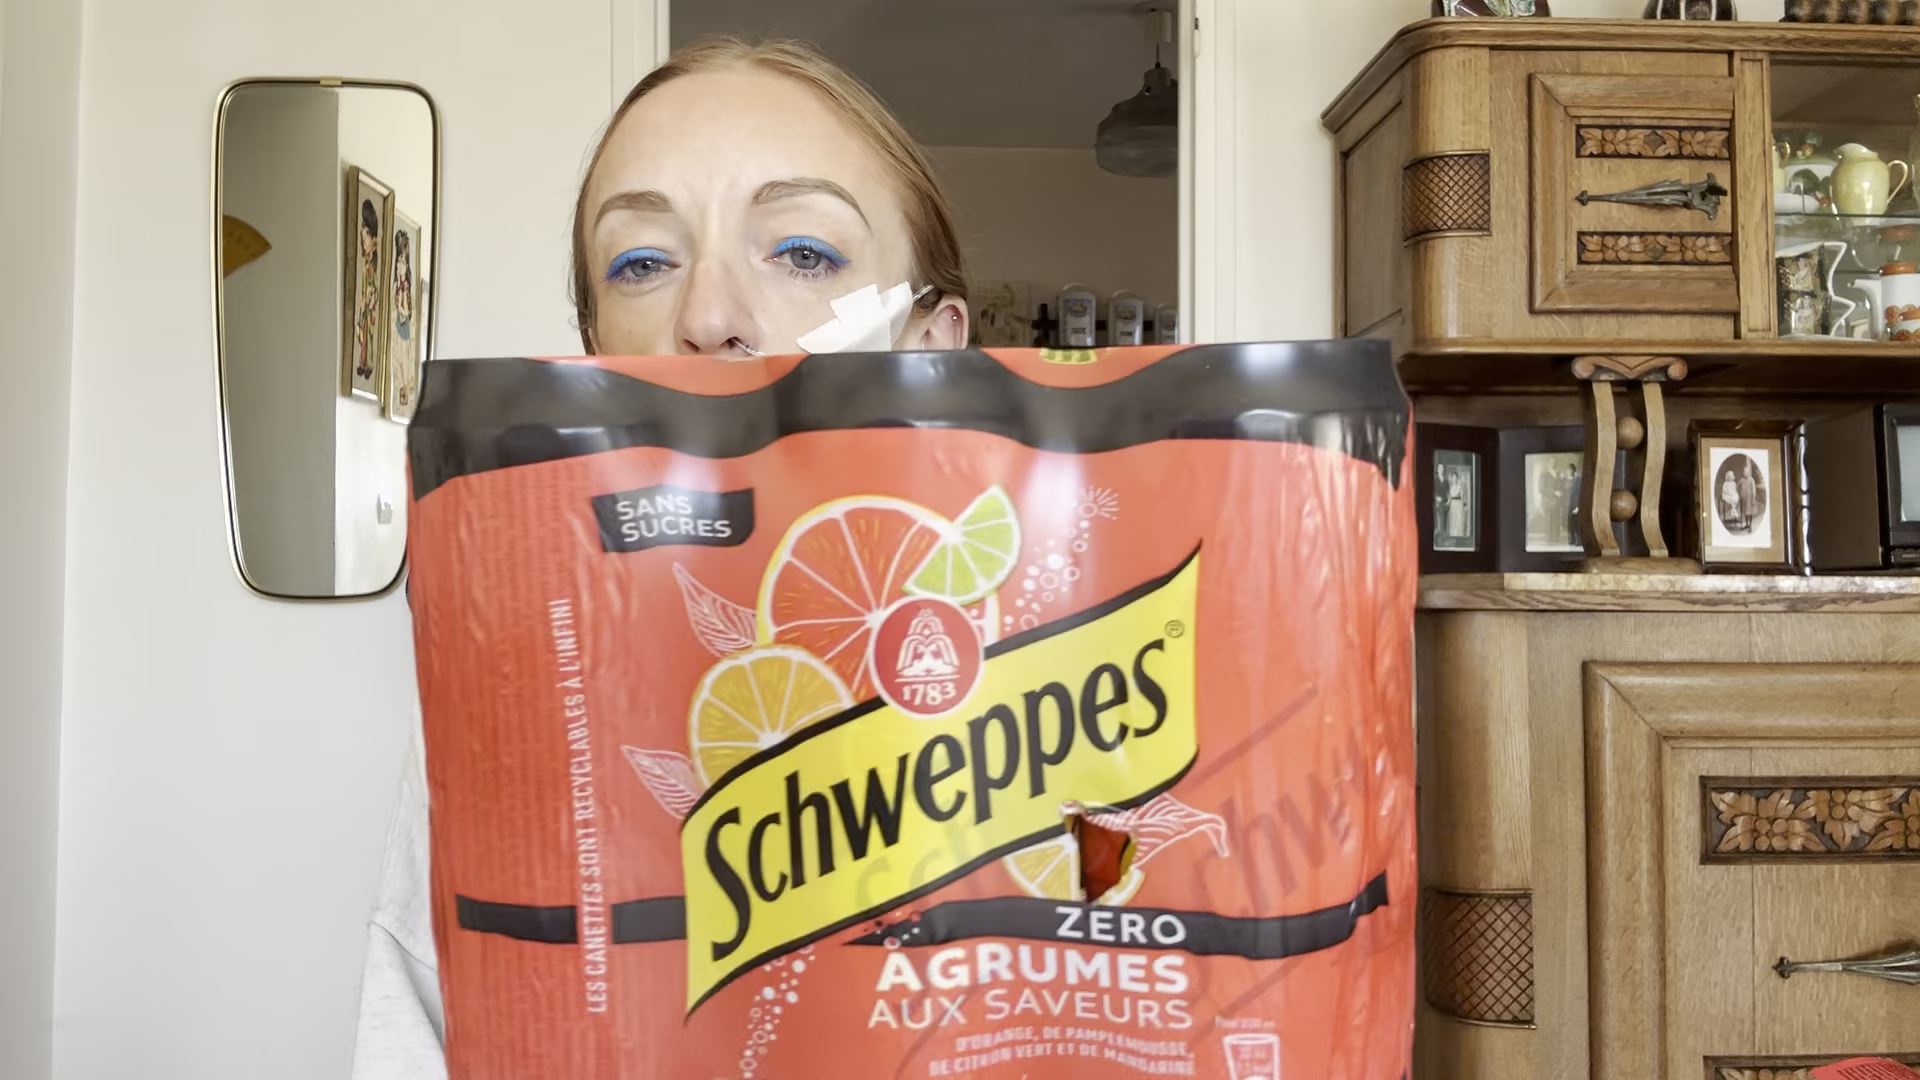 SANS
SUCRES
LES CANETTES SONT RECYCLABLES À L'INFINI
1783
Schweppes®
Schw
ZERO
AGRUMES
AUX SAVEURS
D'ORANGE, DE PAMPLEMOUSSE,
DE CITRON VERT ET DE MANDARINE